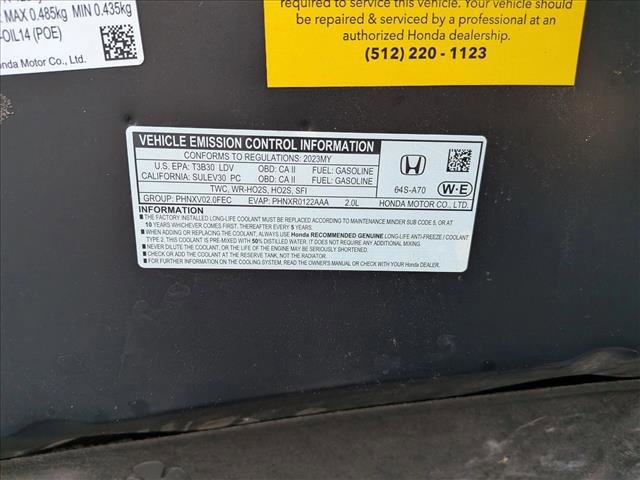 MAX 0.485kg MIN 0.435kg
-OIL14 (POE)
nda Motor Co., Ltd.
required to service this vehicle. Your vehicle should
be repaired & serviced by a professional at an
authorized Honda dealership.
(512) 220 - 1123
VEHICLE EMISSION CONTROL INFORMATION
CONFORMS TO REGULATIONS: 2023MY
U.S. EPA: T3B30 LDV OBD: CA II FUEL: GASOLINE
CALIFORNIA: SULEV30 PC OBD: CA II FUEL: GASOLINE
TWC, WR-HO2S, HO2S, SFI
GROUP: PHNXV02.0FEC EVAP: PHNXR0122AAA 2.0L
64S-A70
W·E
HONDA MOTOR CO., LTD.
INFORMATION
■ THE FACTORY INSTALLED LONG-LIFE COOLANT MUST BE REPLACED ACCORDING TO MAINTENANCE MINDER SUB CODE 5, OR AT
10 YEARS WHICHEVER COMES FIRST, THEREAFTER EVERY 5 YEARS.
■ WHEN ADDING OR REPLACING THE COOLANT, ALWAYS USE Honda RECOMMENDED GENUINE LONG-LIFE ANTI-FREEZE / COOLANT
TYPE 2. THIS COOLANT IS PRE-MIXED WITH 50% DISTILLED WATER. IT DOES NOT REQUIRE ANY ADDITIONAL MIXING.
■ NEVER DILUTE THE COOLANT, OR THE LIFE OF THE ENGINE MAY BE SUBSTANTIALLY SHORTENED.
■ CHECK AND ADD COOLANT AT THE RESERVE TANK, NOT THE RADIATOR.
■ FOR FURTHER INFORMATION ON THE COOLING SYSTEM, READ THE OWNER'S MANUAL OR CHECK WITH YOUR Honda DEALER.